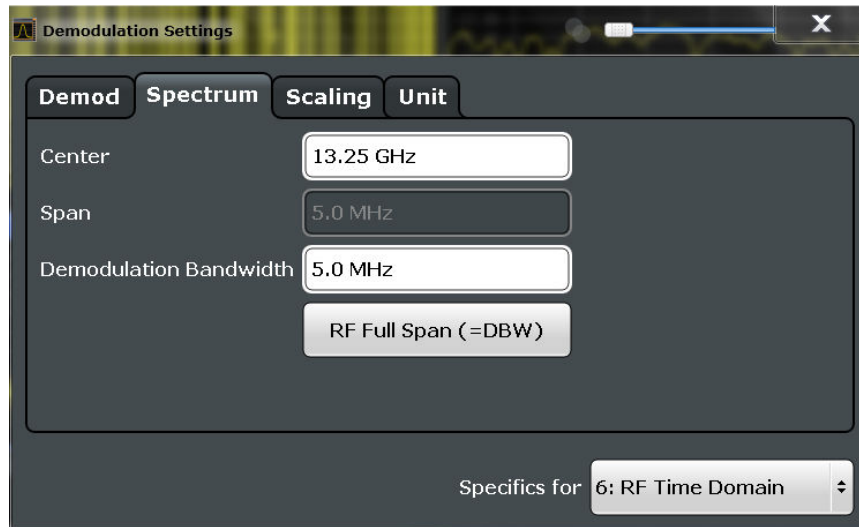 Demodulation Settings
X
Demod Spectrum Scaling Unit
Center 13.25 GHz
Span 5.0 MHz
Demodulation Bandwidth 5.0 MHz
RF Full Span (=DBW)
Specifics for 6: RF Time Domain